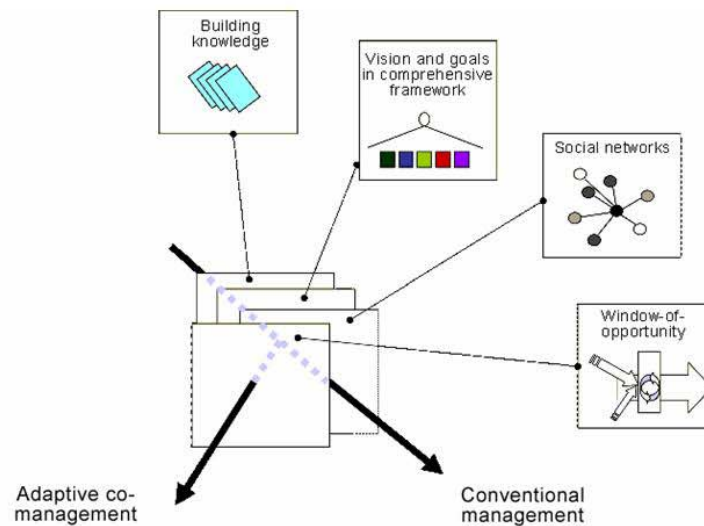 Building
knowledge
Vision and goals
in comprehensive
framework
Social networks
Window-of-
opportunity
Adaptive co-
management
Conventional
management